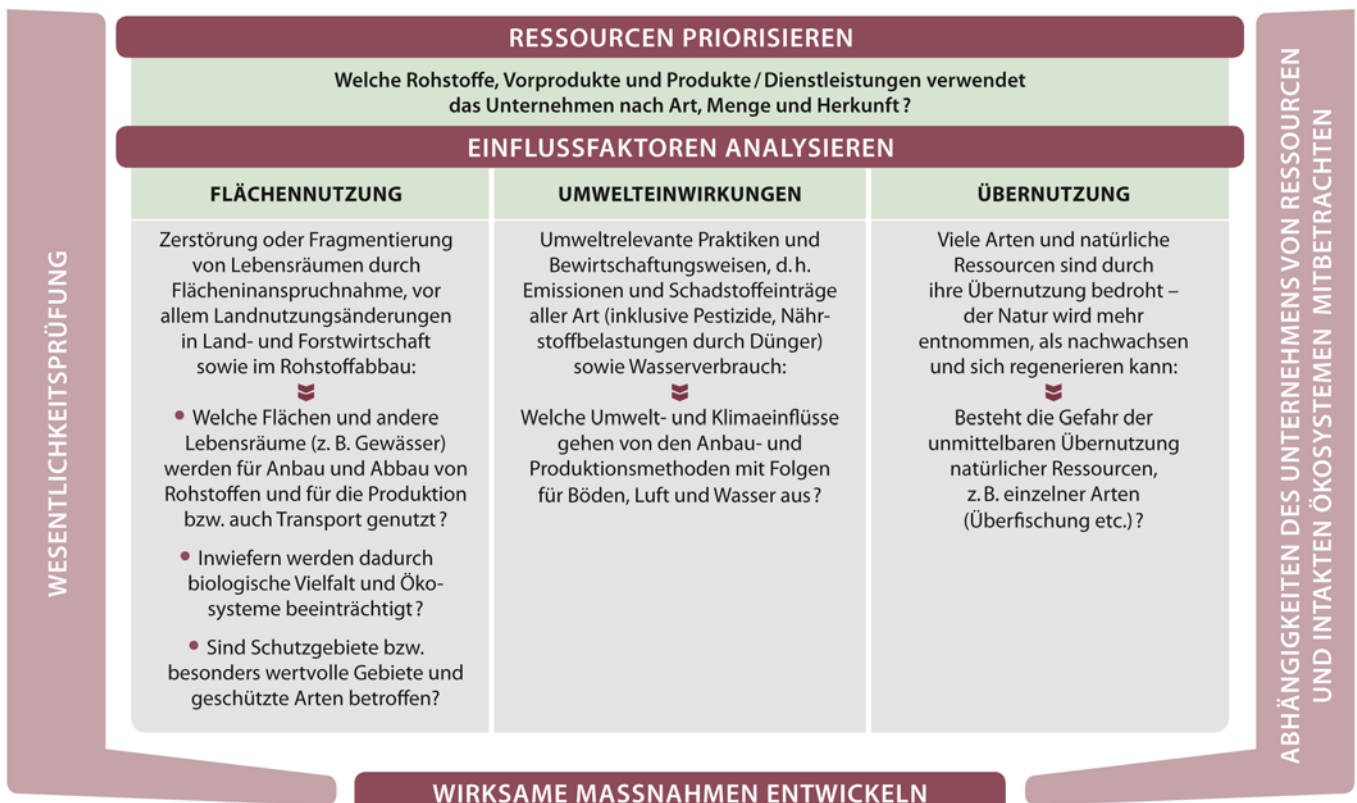 RESSOURCEN PRIORISIEREN
Welche Rohstoffe, Vorprodukte und Produkte / Dienstleistungen verwendet
das Unternehmen nach Art, Menge und Herkunft ?
EINFLUSSFAKTOREN ANALYSIEREN
FLÄCHENNUTZUNG
Zerstörung oder Fragmentierung
von Lebensräumen durch
Flächeninanspruchnahme, vor
allem Landnutzungsänderungen
in Land- und Forstwirtschaft
sowie im Rohstoffabbau:
• Welche Flächen und andere
Lebensräume (z. B. Gewässer)
werden für Anbau und Abbau von
Rohstoffen und für die Produktion
bzw. auch Transport genutzt ?
• Inwiefern werden dadurch
biologische Vielfalt und Öko-
systeme beeinträchtigt ?
• Sind Schutzgebiete bzw.
besonders wertvolle Gebiete und
geschützte Arten betroffen?
UMWELTEINWIRKUNGEN
Umweltrelevante Praktiken und
Bewirtschaftungsweisen, d. h.
Emissionen und Schadstoffeinträge
aller Art (inklusive Pestizide, Nähr-
stoffbelastungen durch Dünger)
sowie Wasserverbrauch:
Welche Umwelt- und Klimaeinflüsse
gehen von den Anbau- und
Produktionsmethoden mit Folgen
für Böden, Luft und Wasser aus ?
ÜBERNUTZUNG
Viele Arten und natürliche
Ressourcen sind durch
ihre Übernutzung bedroht –
der Natur wird mehr
entnommen, als nachwachsen
und sich regenerieren kann:
Besteht die Gefahr der
unmittelbaren Übernutzung
natürlicher Ressourcen,
z. B. einzelner Arten
(Überfischung etc.) ?
WESENTLICHKEITSPRÜFUNG
ABHÄNGIGKEITEN DES UNTERNEHMENS VON RESSOURCEN
UND INTAKTEN ÖKOSYSTEMEN MITBETRACHTEN
WIRKSAME MASSNAHMEN ENTWICKELN